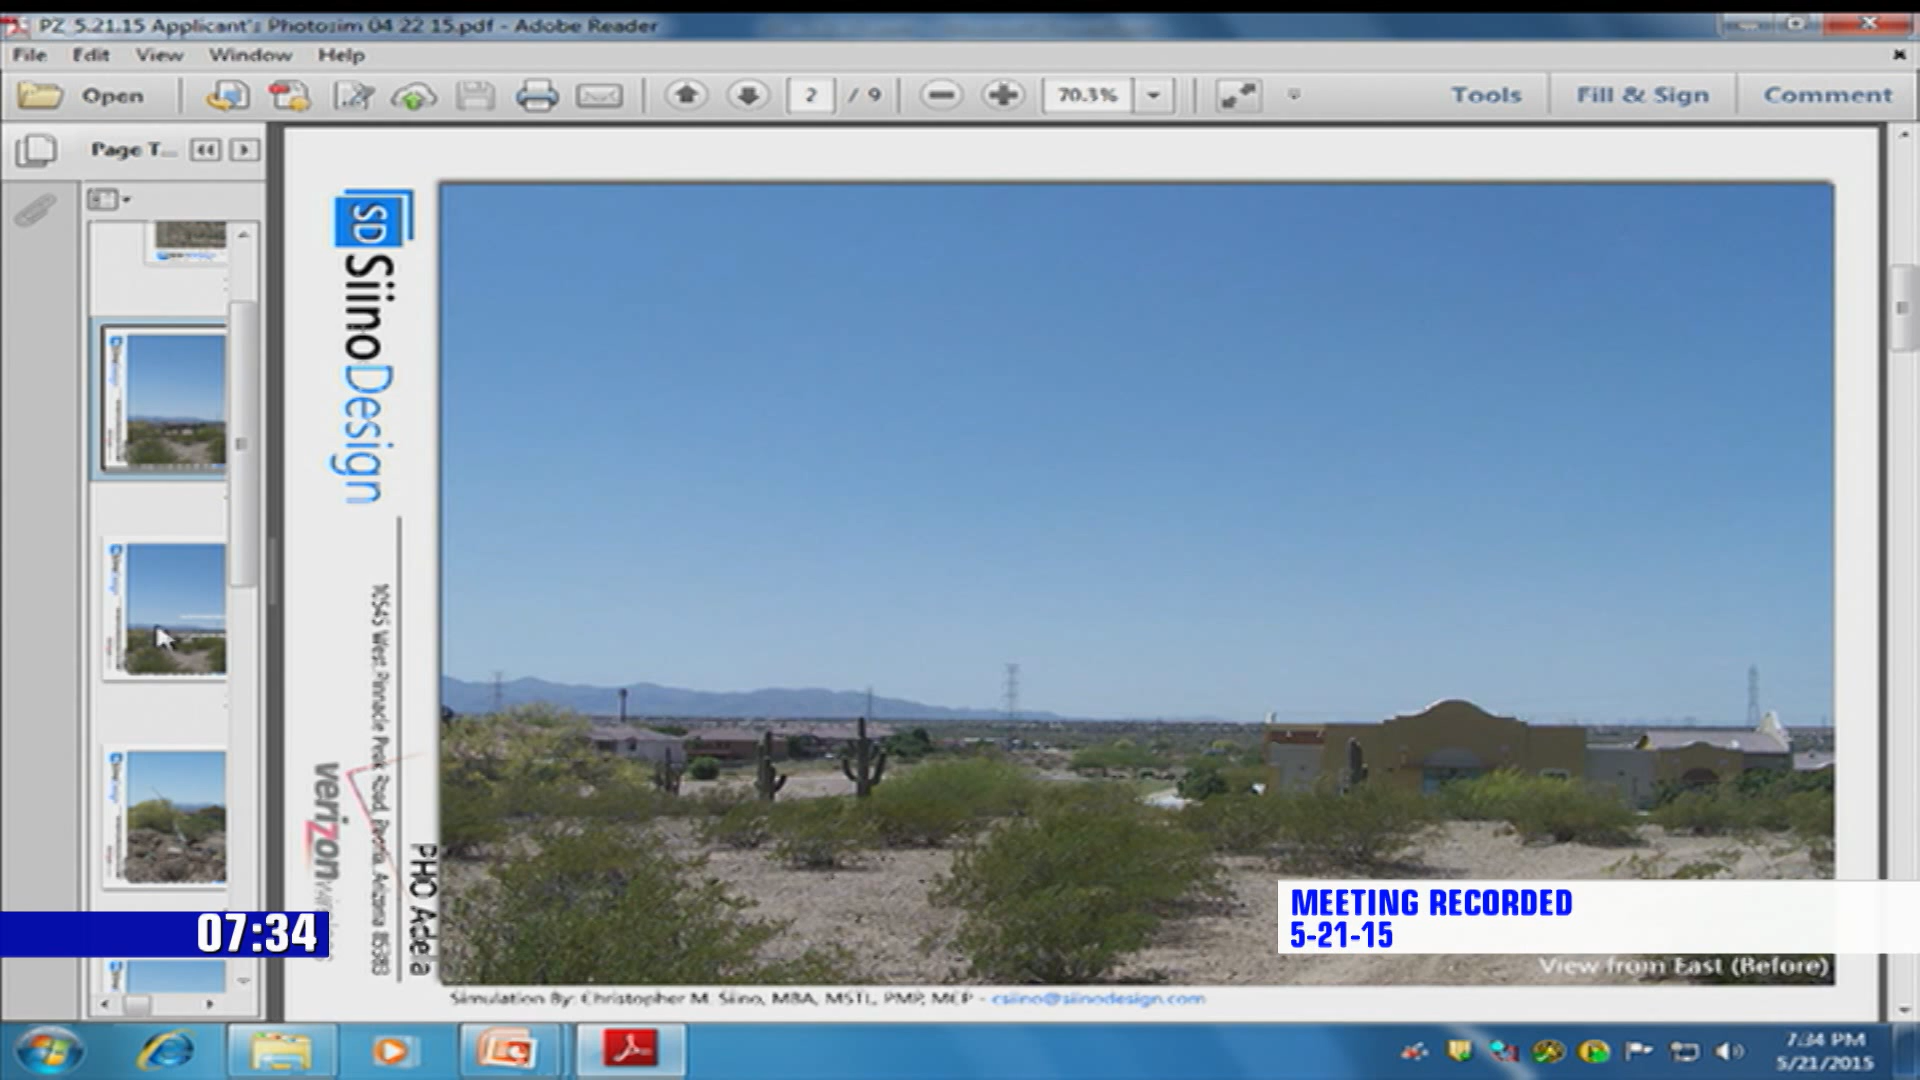 PZ_5.21.15 Applicant's Photosim 04 22 15.pdf - Adobe Reader
File Edit View Window Help
Open
2 / 9
70.3%
Tools
Fill & Sign
Comment
Page T...
SD
SiinoDesign
10545 West Pinnacle Peak Road, Peoria, Arizona 85383
verizon
PHO Adela
MEETING RECORDED
5-21-15
07:34
View from East (Before)
Simulation By: Christopher M. Siino, MBA, MSTL, PMP, MCP - csiino@siinodesign.com
7:34 PM
5/21/2015